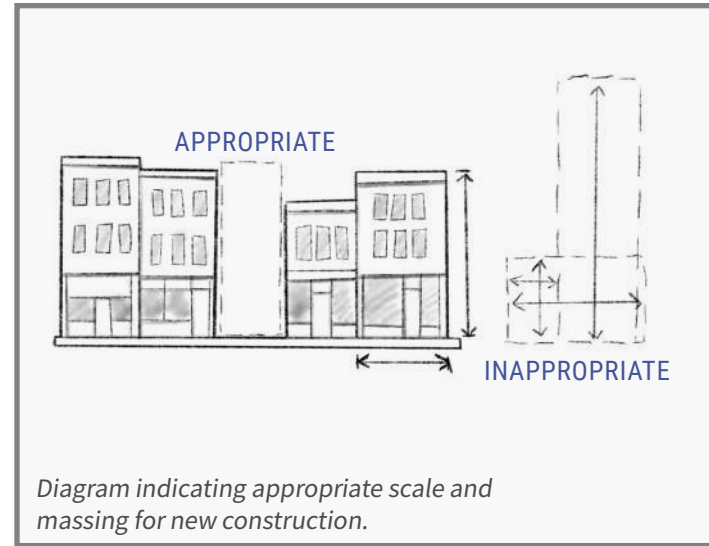 APPROPRIATE
INAPPROPRIATE
Diagram indicating appropriate scale and
massing for new construction.